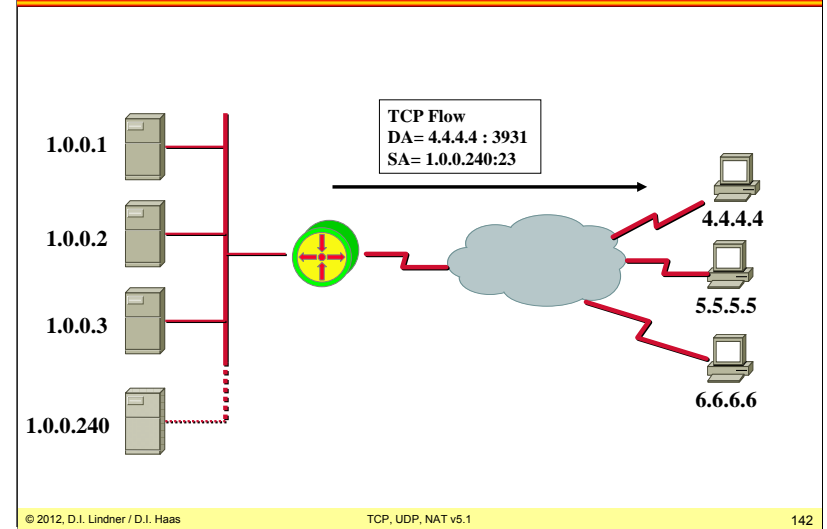 TCP Flow
DA= 4.4.4.4 : 3931
SA= 1.0.0.240:23
1.0.0.1
4.4.4.4
1.0.0.2
5.5.5.5
1.0.0.3
6.6.6.6
1.0.0.240
© 2012, D.I. Lindner / D.I. Haas
TCP, UDP, NAT v5.1
142